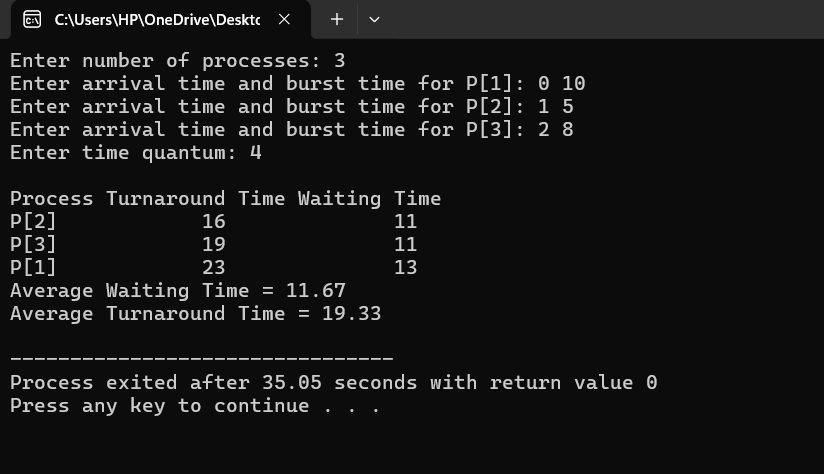 C:\Users\HP\OneDrive\Deskto
Enter number of processes: 3
Enter arrival time and burst time for P[1]: 0 10
Enter arrival time and burst time for P[2]: 1 5
Enter arrival time and burst time for P[3]: 2 8
Enter time quantum: 4
Process Turnaround Time Waiting Time
P[2] 16 11
P[3] 19 11
P[1] 23 13
Average Waiting Time = 11.67
Average Turnaround Time = 19.33
--------------------------------
Process exited after 35.05 seconds with return value 0
Press any key to continue . . .